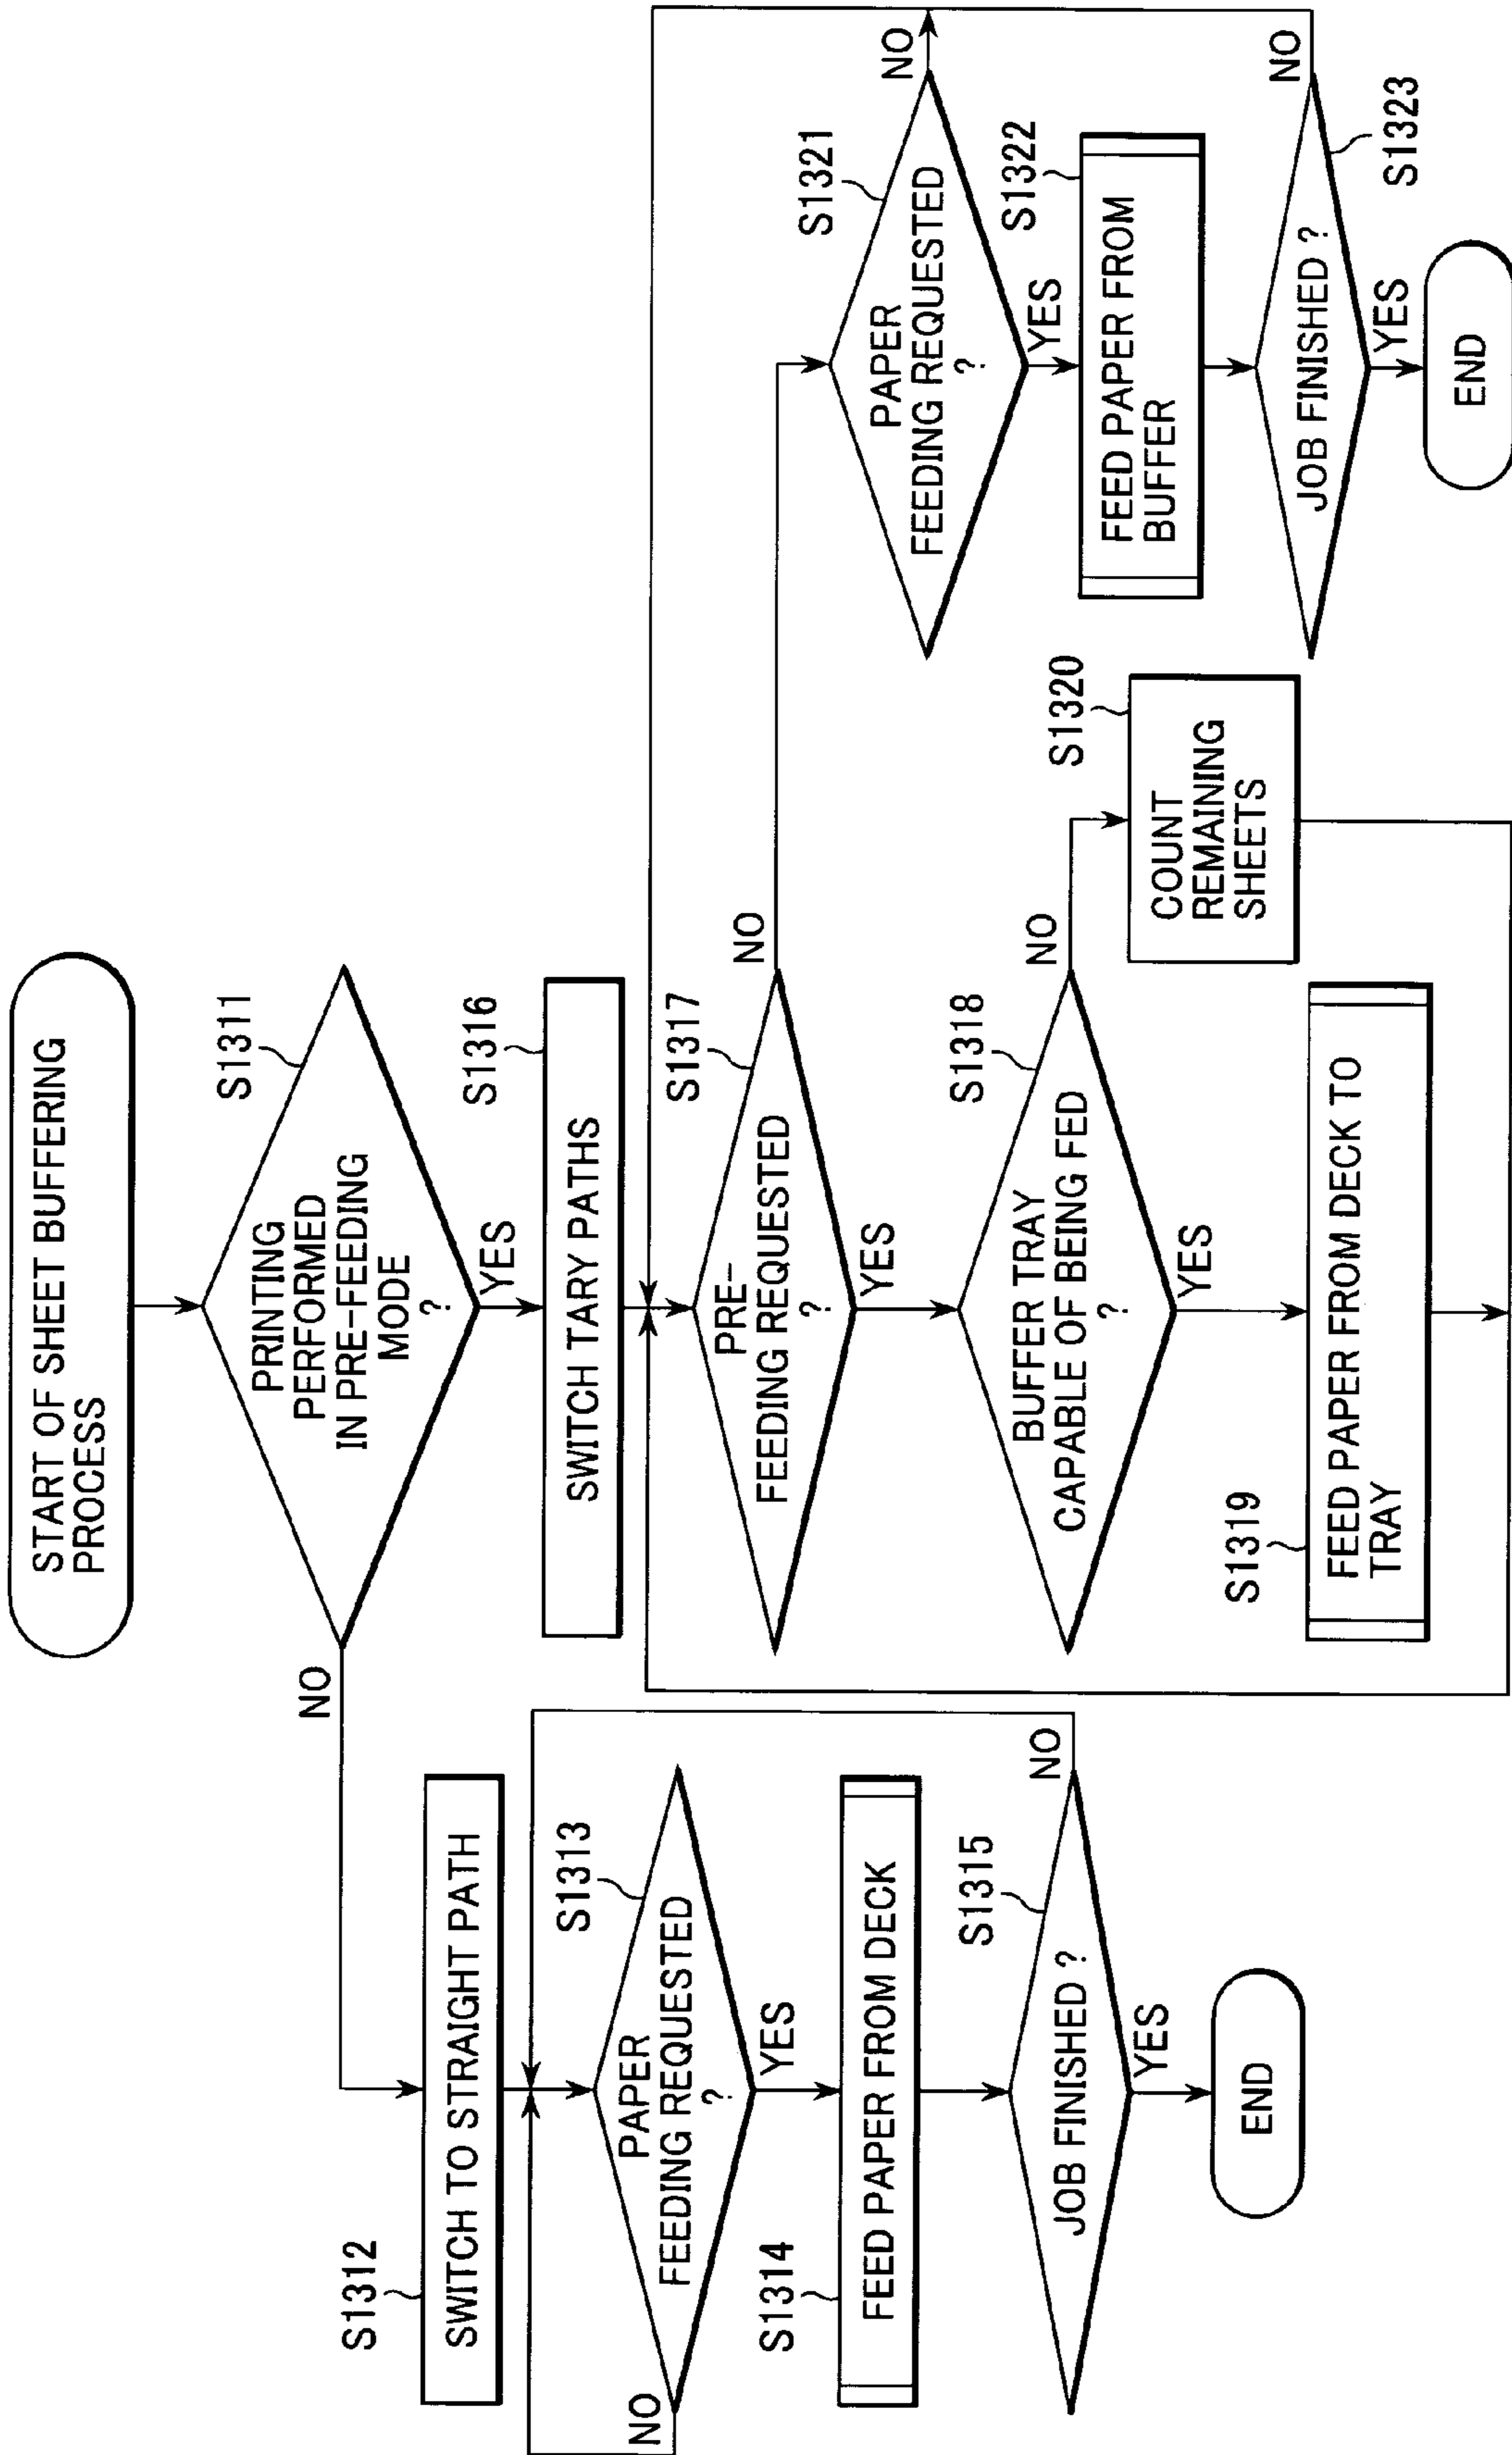 START OF SHEET BUFFERING
PROCESS
S1311
PRINTING
PERFORMED
IN PRE-FEEDING
MODE
?
NO
YES
S1312
SWITCH TO STRAIGHT PATH
S1313
PAPER
FEEDING REQUESTED
?
NO
YES
S1314
FEED PAPER FROM DECK
S1315
JOB FINISHED ?
NO
YES
END
S1316
SWITCH TARY PATHS
S1317
PRE-
FEEDING REQUESTED
?
NO
YES
S1318
BUFFER TRAY
CAPABLE OF BEING FED
?
NO
YES
S1319
FEED PAPER FROM DECK TO
TRAY
S1320
COUNT
REMAINING
SHEETS
S1321
PAPER
FEEDING REQUESTED
?
NO
YES
S1322
FEED PAPER FROM
BUFFER
S1323
JOB FINISHED ?
NO
YES
END